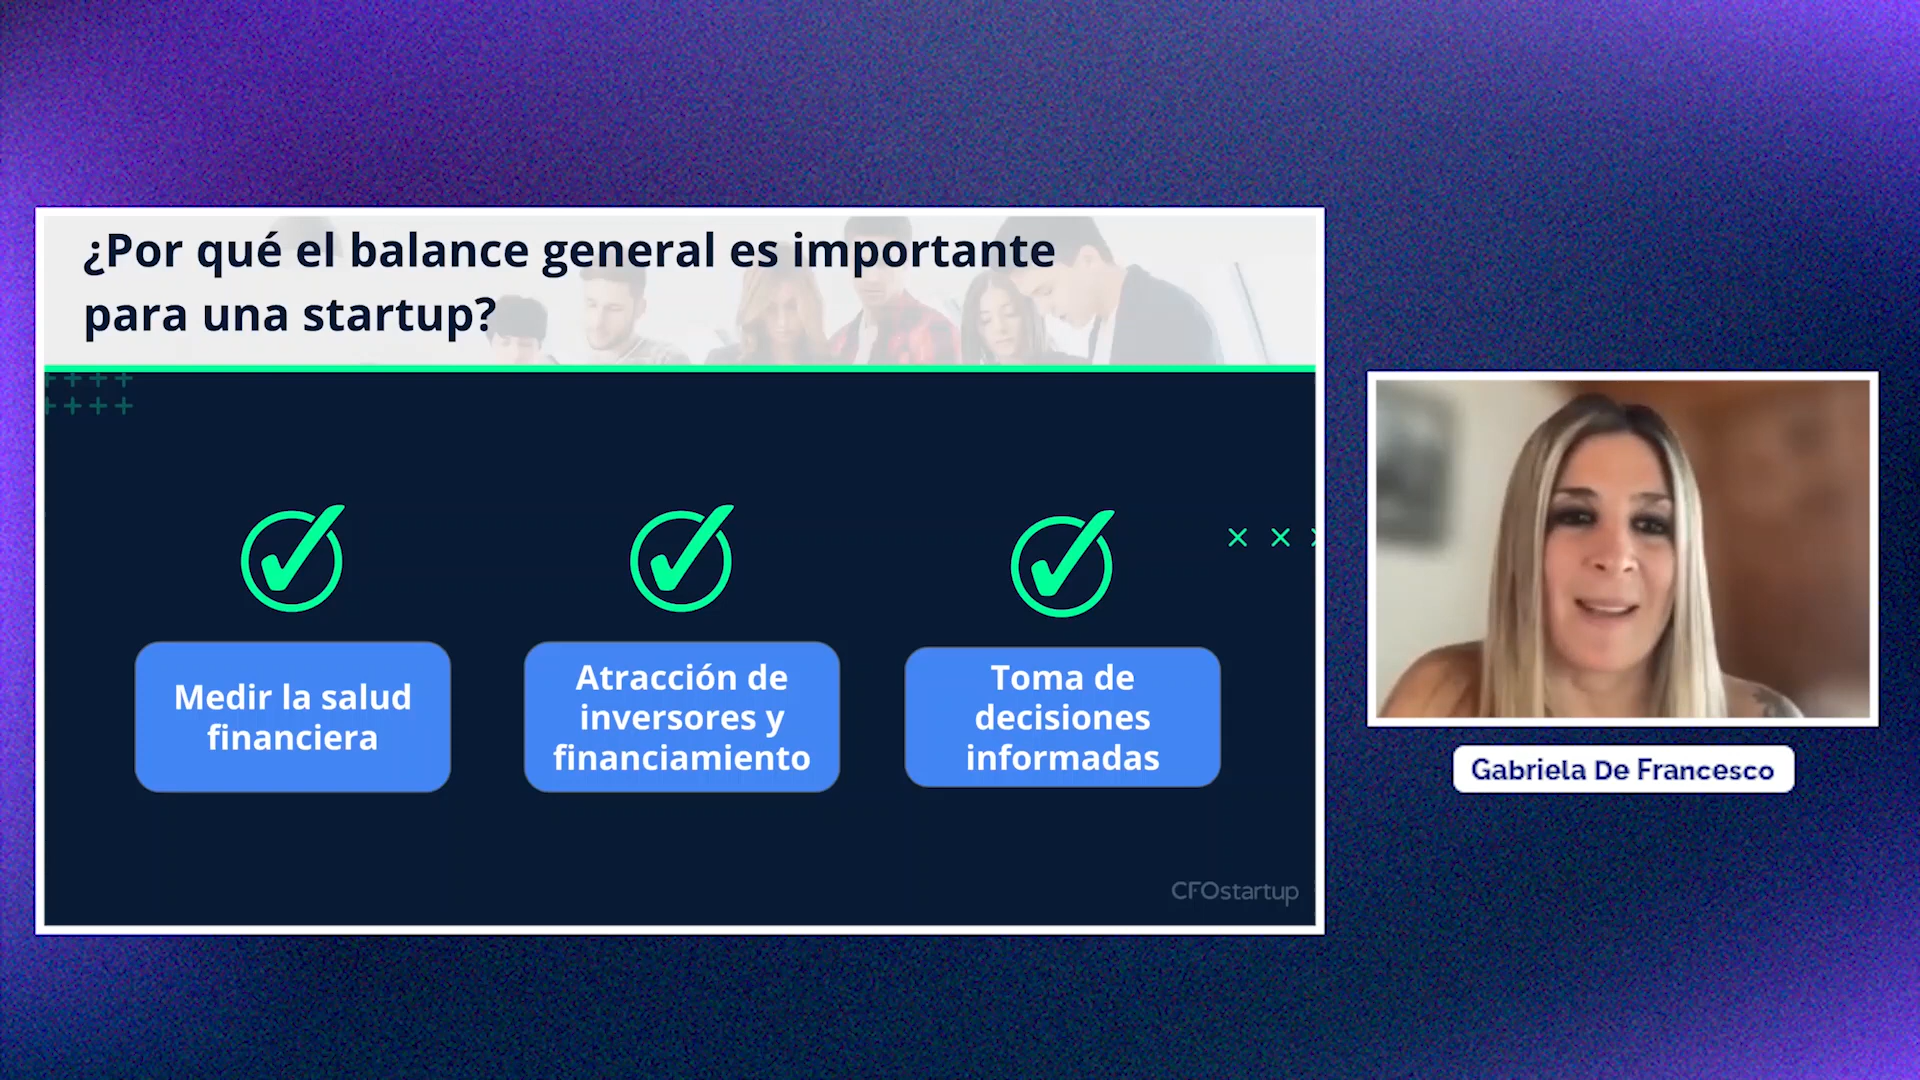 ¿Por qué el balance general es importante
para una startup?
Medir la salud
financiera
Atracción de
inversores y
financiamiento
Toma de
decisiones
informadas
CFOstartup
Gabriela De Francesco